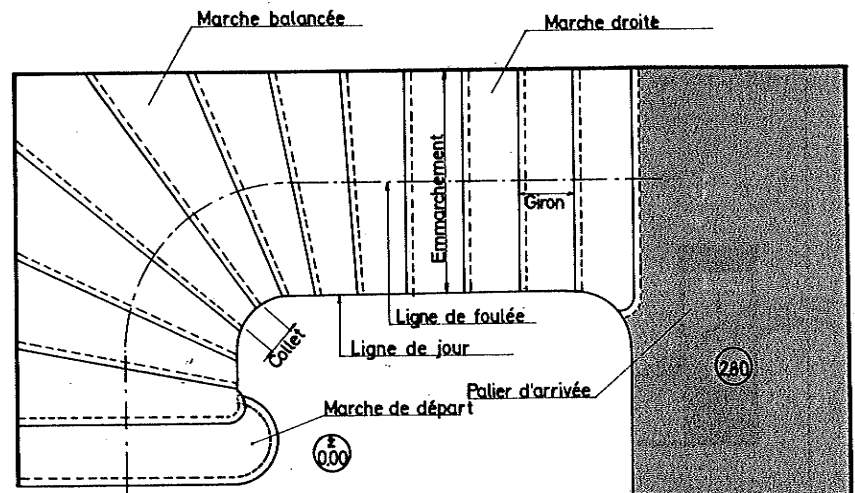 Marche balancée
Marche droite
Emmarchement
Giron
Ligne de foulée
Collet
Ligne de jour
Palier d'arrivée
280
Marche de départ
±
0.00